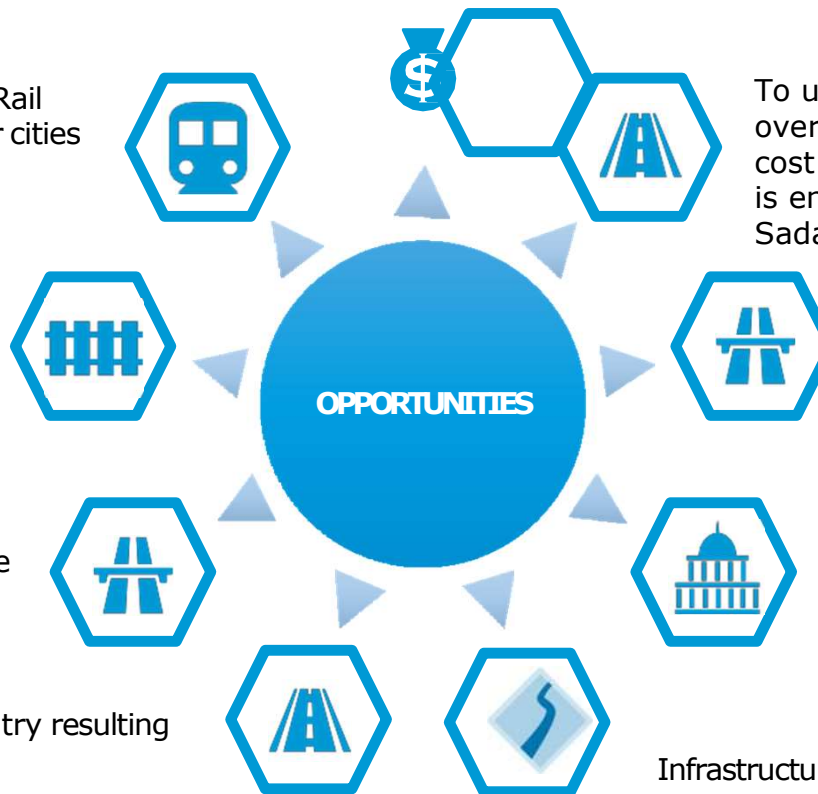 Rail
cities
To u
over
cost
is en
Sada
$
OPPORTUNITIES
e
try resulting
Infrastructu